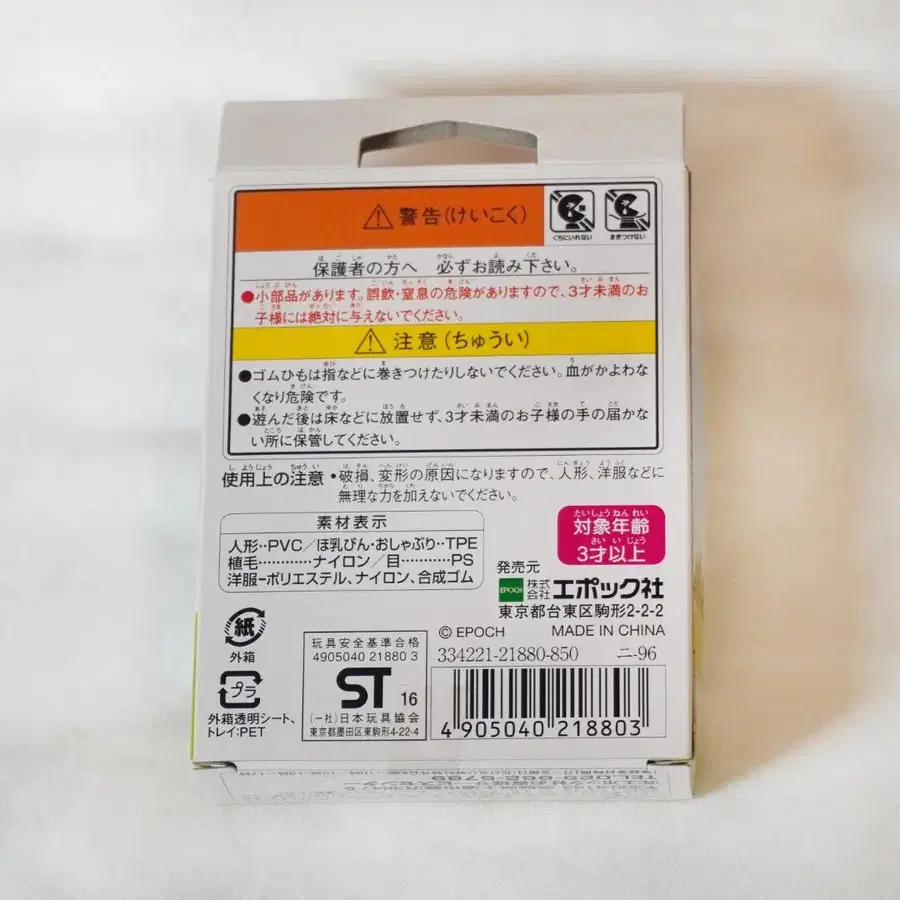 警告(けいこく)
くちにいれない
まきつけない
保護者の方へ 必ずお読み下さい。
●小部品があります。誤飲・窒息の危険がありますので、3才未満のお
子様には絶対に与えないでください。
注意(ちゅうい)
●ゴムひもは指などに巻きつけたりしないでください。血がかよわな
くなり危険です。
●遊んだ後は床などに放置せず、3才未満のお子様の手の届かな
い所に保管してください。
使用上の注意 •破損、変形の原因になりますので、人形、洋服などに
無理な力を加えないでください。
素材表示
人形‥PVC/ほ乳びん・おしゃぶり‥TPE
植毛…………ナイロン/目………PS
洋服ーポリエステル、ナイロン、合成ゴム
対象年齢
3才以上
発売元
EPOCH 株式会社 エポック社
東京都台東区駒形2-2-2
© EPOCH MADE IN CHINA
334221-21880-850 ニ-96
紙
外箱
プラ
外箱透明シート、
トレイ:PET
玩具安全基準合格
4905040 21880 3
ST 16
(一社)日本玩具協会
東京都墨田区東駒形4-22-4
4 905040 218803